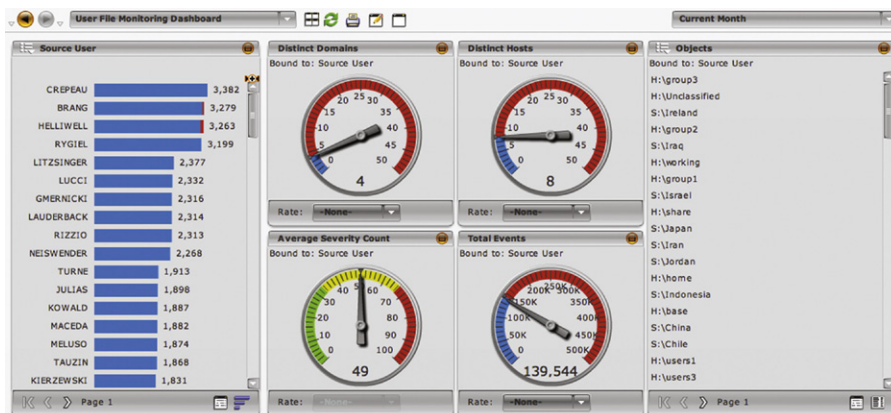 User File Monitoring Dashboard
Current Month
Source User
CREPEAU 3,382
BRANG 3,279
HELLIWELL 3,263
RYGIEL 3,199
LITZSINGER 2,377
LUCCI 2,332
GMERNICKI 2,316
LAUDERBACK 2,314
RIZZIO 2,313
NEISWENDER 2,268
TURNE 1,913
JULIAS 1,898
KOWALD 1,887
MACEDA 1,882
MELUSO 1,874
TAUZIN 1,868
KIERZEWSKI 1,831
Page 1
Distinct Domains
Bound to: Source User
0 5 10 15 20 25 30 35 40 45 50
4
Rate: -None-
Distinct Hosts
Bound to: Source User
0 5 10 15 20 25 30 35 40 45 50
8
Rate: -None-
Average Severity Count
Bound to: Source User
0 10 20 30 40 50 60 70 80 90 100
49
Rate: -None-
Total Events
Bound to: Source User
0 50K 100K 150K 200K 250K 300K 350K 400K 450K 500K
139,544
Rate: -None-
Objects
Bound to: Source User
H:\group3
H:\Unclassified
S:\Ireland
H:\group2
S:\Iraq
H:\working
H:\group1
S:\Israel
H:\share
S:\Japan
S:\Iran
S:\Jordan
H:\home
S:\Indonesia
H:\base
S:\China
S:\Chile
H:\users1
H:\users3
Page 1